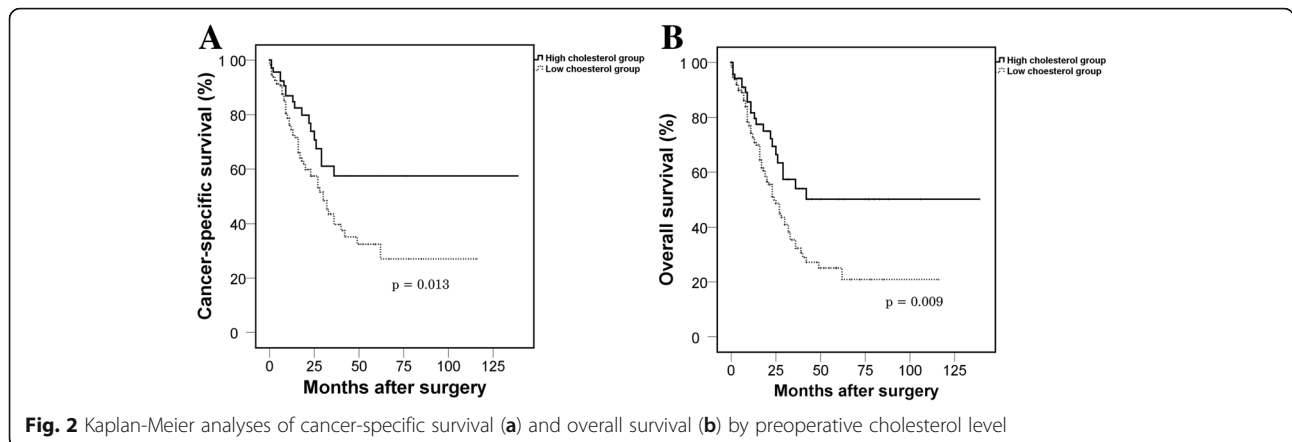 A
High cholesterol group
Low choesterol group
Cancer-specific survival (%)
1 00
80
60
40
20
0
p = 0.013
0 25 50 75 100 125
Months after surgery
B
High cholesterol group
Low choesterol group
Overall survival (%)
1 00
80
60
40
20
0
p = 0.009
0 25 50 75 100 125
Months after surgery
Fig. 2 Kaplan-Meier analyses of cancer-specific survival (a) and overall survival (b) by preoperative cholesterol level